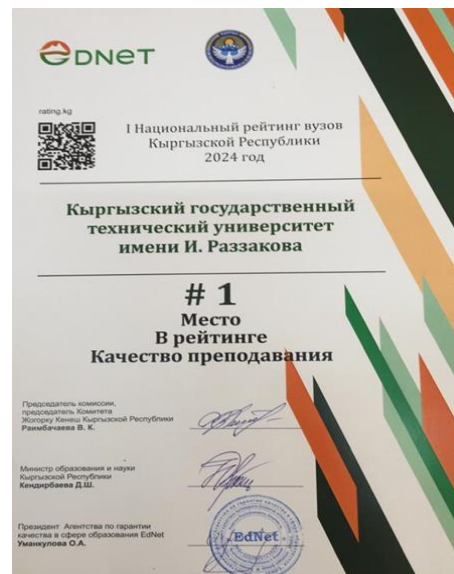 EDNET
rating.kg
I Национальный рейтинг вузов
Кыргызской Республики
2024 год
Кыргызский государственный
технический университет
имени И. Раззакова
# 1
Место
В рейтинге
Качество преподавания
Председатель комиссии,
председатель Комитета
Жогорку Кенеш Кыргызской Республики
Раимбачаева В. К.
Министр образования и науки
Кыргызской Республики
Кендирбаева Д.Ш.
Президент Агентства по гарантии
качества в сфере образования EdNet
Уманкулова О.А.
EdNet